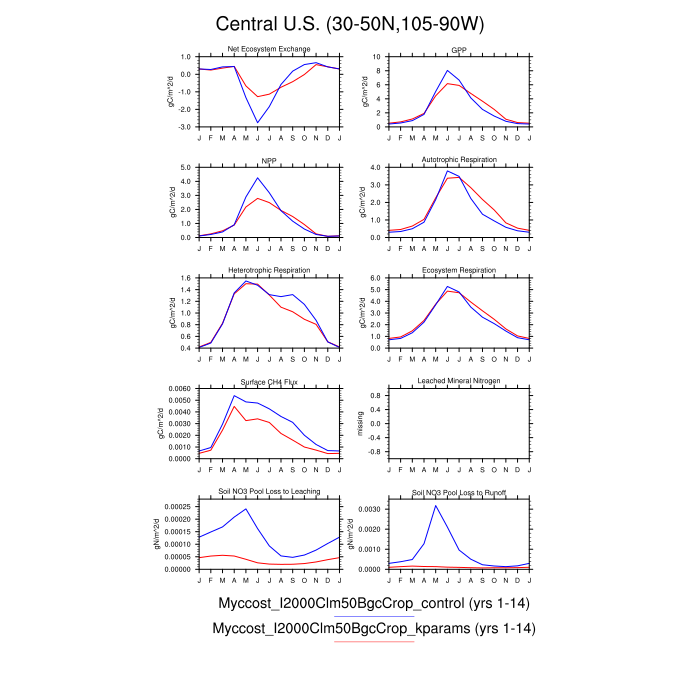 Central U.S. (30-50N,105-90W)
Net Ecosystem Exchange
gC/m^2/d
1.0
0.0
-1.0
-2.0
-3.0
J F M A M J J A S O N D J
GPP
gC/m^2/d
10
8
6
4
2
0
J F M A M J J A S O N D J
NPP
gC/m^2/d
5.0
4.0
3.0
2.0
1.0
0.0
J F M A M J J A S O N D J
Autotrophic Respiration
gC/m^2/d
4.0
3.0
2.0
1.0
0.0
J F M A M J J A S O N D J
Heterotrophic Respiration
gC/m^2/d
1.6
1.4
1.2
1.0
0.8
0.6
0.4
J F M A M J J A S O N D J
Ecosystem Respiration
gC/m^2/d
6.0
5.0
4.0
3.0
2.0
1.0
0.0
J F M A M J J A S O N D J
Surface CH4 Flux
gC/m^2/d
0.0060
0.0050
0.0040
0.0030
0.0020
0.0010
0.0000
J F M A M J J A S O N D J
Leached Mineral Nitrogen
missing
0.8
0.4
0.0
-0.4
-0.8
J F M A M J J A S O N D J
Soil NO3 Pool Loss to Leaching
gN/m^2/d
0.00025
0.00020
0.00015
0.00010
0.00005
0.00000
J F M A M J J A S O N D J
Soil NO3 Pool Loss to Runoff
gN/m^2/d
0.0030
0.0020
0.0010
0.0000
J F M A M J J A S O N D J
Myccost_I2000Clm50BgcCrop_control (yrs 1-14)
Myccost_I2000Clm50BgcCrop_kparams (yrs 1-14)